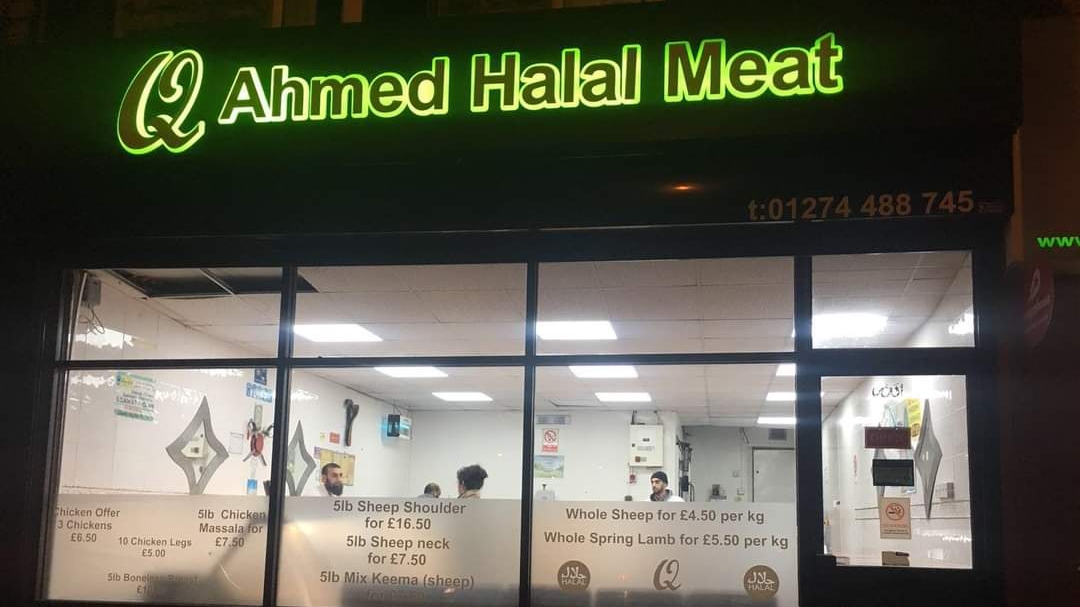 Q Ahmed Halal Meat
t:01274 488 745
www
Chicken Offer
3 Chickens
£6.50
10 Chicken Legs
£5.00
5lb Chicken
Massala for
£7.50
5lb Boneless
5lb Sheep Shoulder
for £16.50
5lb Sheep neck
for £7.50
5lb Mix Keema (sheep)
Whole Sheep for £4.50 per kg
Whole Spring Lamb for £5.50 per kg
حلال
HALAL
Q
حلال
HALAL